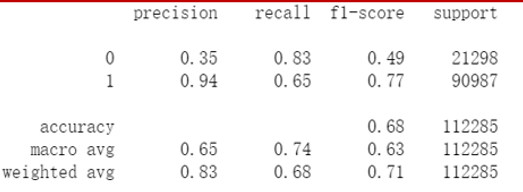 precision recall f1-score support
0 0.35 0.83 0.49 21298
1 0.94 0.65 0.77 90987
accuracy 0.68 112285
macro avg 0.65 0.74 0.63 112285
weighted avg 0.83 0.68 0.71 112285